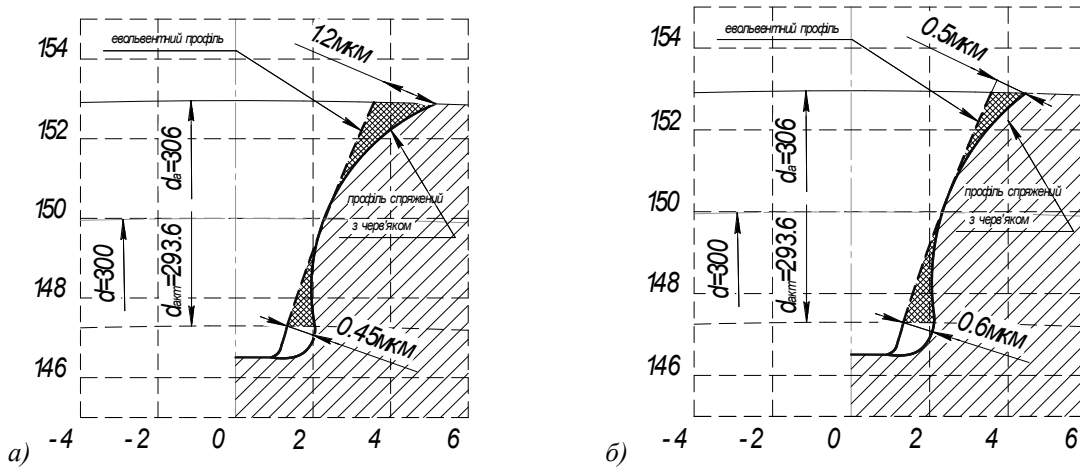 154
152
150
148
146
евольвентний профіль
1.2мкм
dа=306
d=300
dакт=293.6
профіль спряжений
з черв'яком
0.45мкм
а)
-4
-2
0
2
4
6
154
152
150
148
146
евольвентний профіль
0.5мкм
dа=306
d=300
dакт=293.6
профіль спряжений
з черв'яком
0.6мкм
б)
-4
-2
0
2
4
6